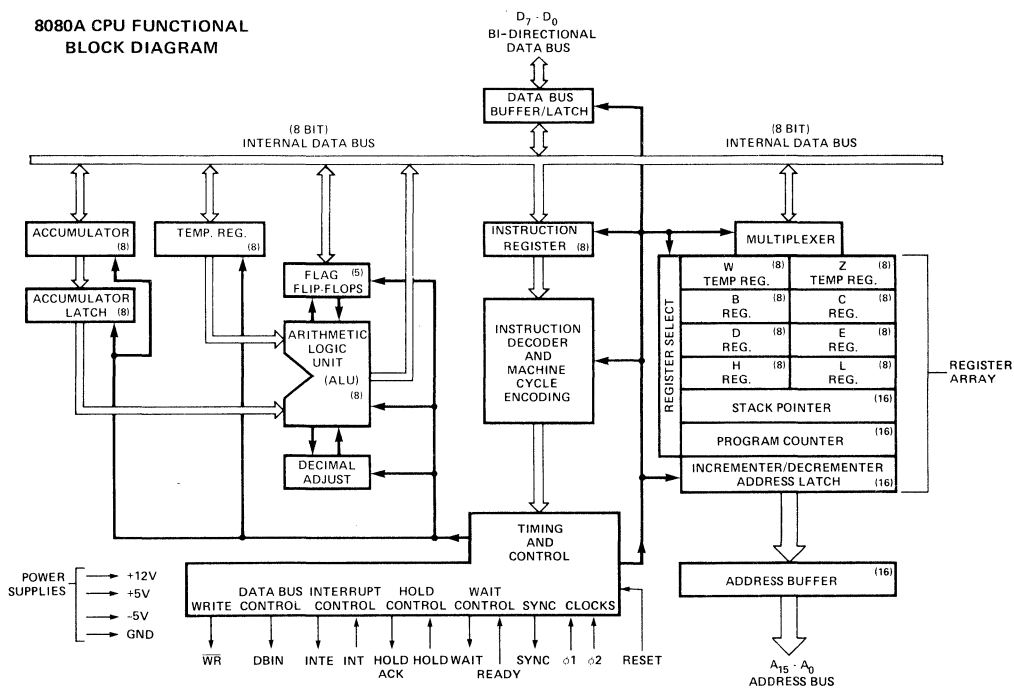 8080A CPU FUNCTIONAL
BLOCK DIAGRAM
D7 - D0
BI-DIRECTIONAL
DATA BUS
DATA BUS
BUFFER/LATCH
(8 BIT)
INTERNAL DATA BUS
(8 BIT)
INTERNAL DATA BUS
ACCUMULATOR
(8)
TEMP. REG.
(8)
INSTRUCTION
REGISTER (8)
MULTIPLEXER
ACCUMULATOR
LATCH (8)
FLAG (5)
FLIP-FLOPS
ARITHMETIC
LOGIC
UNIT
(ALU)
(8)
DECIMAL
ADJUST
INSTRUCTION
DECODER
AND
MACHINE
CYCLE
ENCODING
REGISTER SELECT
W (8)
TEMP REG.
Z (8)
TEMP REG.
B (8)
REG.
C (8)
REG.
D (8)
REG.
E (8)
REG.
H (8)
REG.
L (8)
REG.
STACK POINTER (16)
PROGRAM COUNTER (16)
INCREMENTER/DECREMENTER
ADDRESS LATCH (16)
REGISTER
ARRAY
TIMING
AND
CONTROL
WRITE
DATA BUS
CONTROL
INTERRUPT
CONTROL
HOLD
CONTROL
WAIT
CONTROL
SYNC
CLOCKS
POWER
SUPPLIES
+12V
+5V
-5V
GND
ADDRESS BUFFER (16)
WR
DBIN
INTE
INT
HOLD
ACK
HOLD
WAIT
READY
SYNC
φ1
φ2
RESET
A15 - A0
ADDRESS BUS